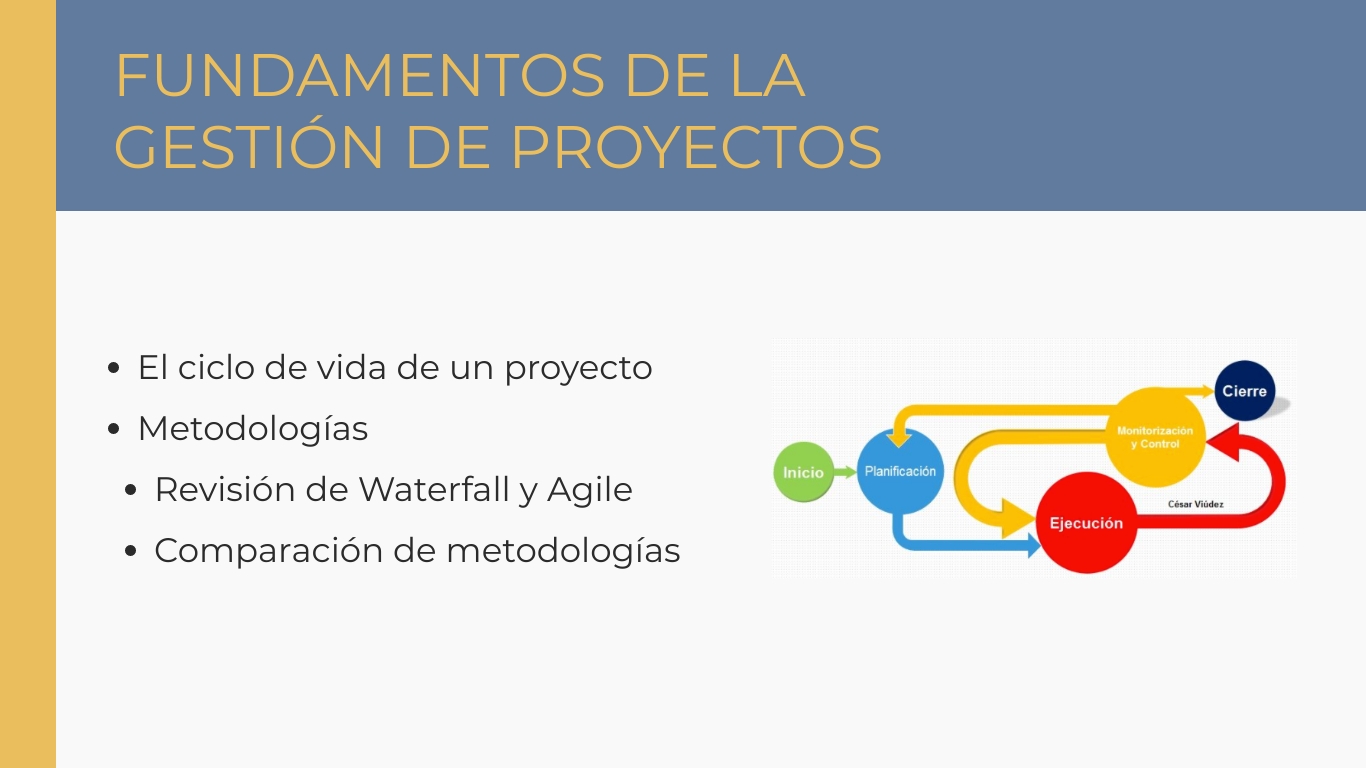 FUNDAMENTOS DE LA
GESTIÓN DE PROYECTOS
• El ciclo de vida de un proyecto
• Metodologías
• Revisión de Waterfall y Agile
• Comparación de metodologías
Inicio
Planificación
Ejecución
Monitorización
y Control
Cierre
César Viúdez